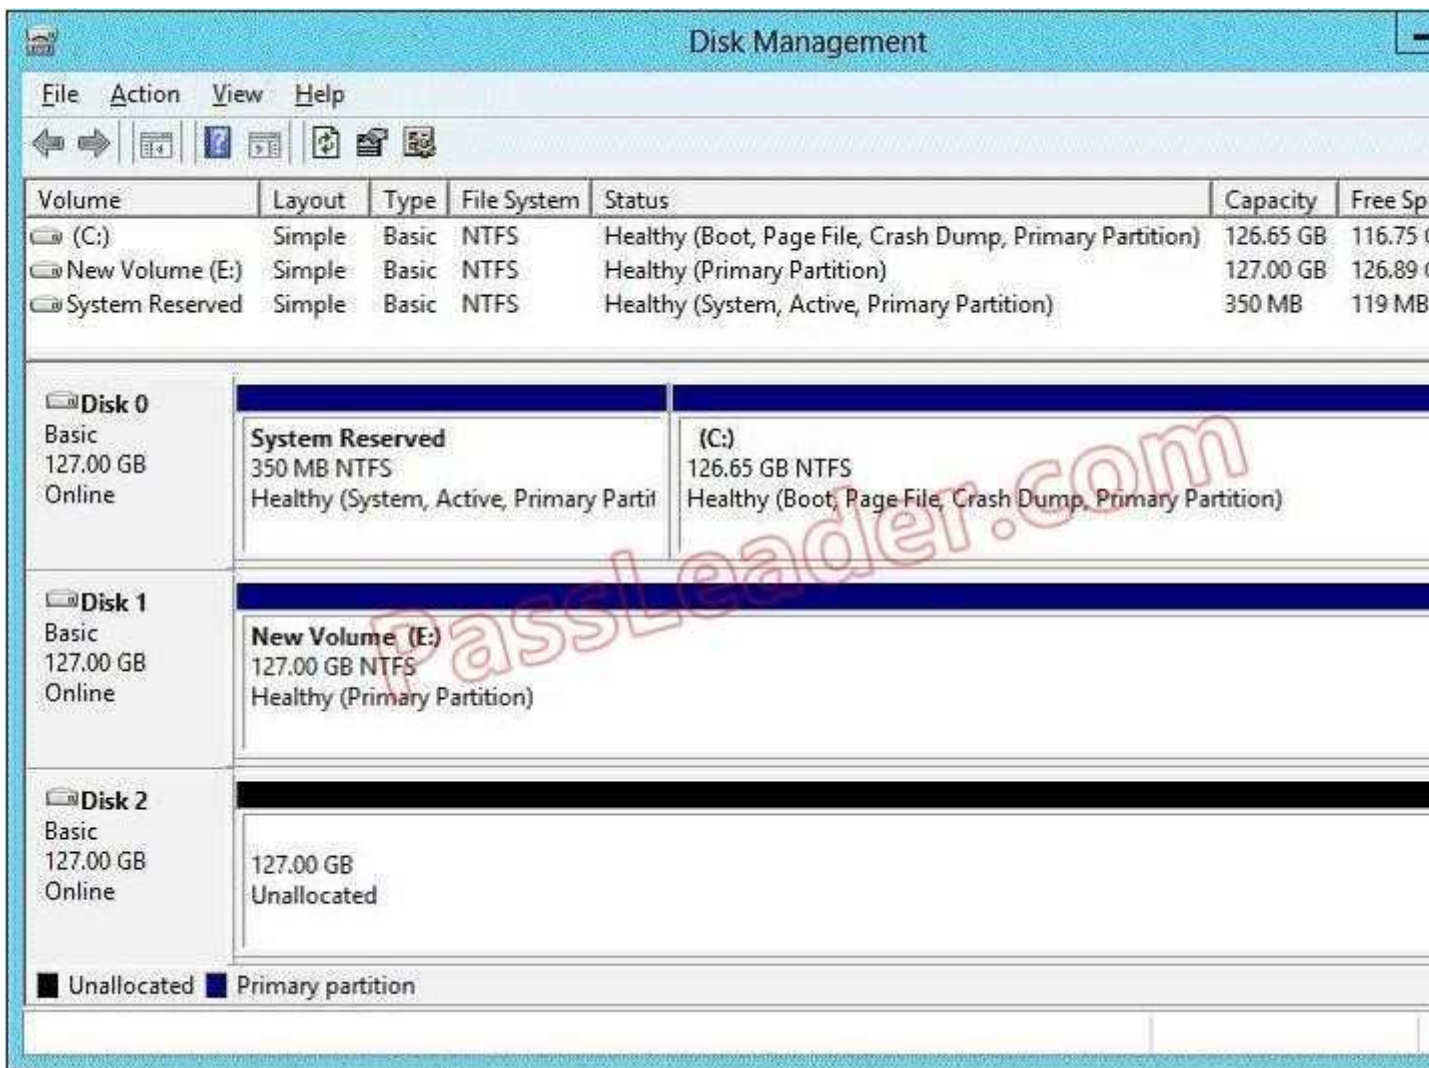 Disk Management
File Action View Help
Volume Layout Type File System Status Capacity Free Sp
(C:) Simple Basic NTFS Healthy (Boot, Page File, Crash Dump, Primary Partition) 126.65 GB 116.75
New Volume (E:) Simple Basic NTFS Healthy (Primary Partition) 127.00 GB 126.89
System Reserved Simple Basic NTFS Healthy (System, Active, Primary Partition) 350 MB 119 MB
Disk 0
Basic
127.00 GB
Online
System Reserved
350 MB NTFS
Healthy (System, Active, Primary Partit
(C:)
126.65 GB NTFS
Healthy (Boot, Page File, Crash Dump, Primary Partition)
Disk 1
Basic
127.00 GB
Online
New Volume (E:)
127.00 GB NTFS
Healthy (Primary Partition)
PassLeader.com
Disk 2
Basic
127.00 GB
Online
127.00 GB
Unallocated
Unallocated Primary partition